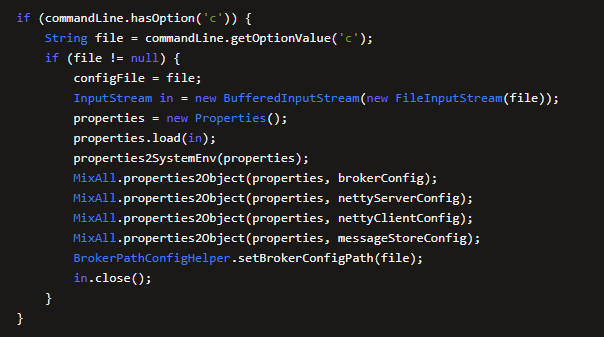 if (commandLine.hasOption('c')) {
    String file = commandLine.getOptionValue('c');
    if (file != null) {
        configFile = file;
        InputStream in = new BufferedInputStream(new FileInputStream(file));
        properties = new Properties();
        properties.load(in);
        properties2SystemEnv(properties);
        MixAll.properties2Object(properties, brokerConfig);
        MixAll.properties2Object(properties, nettyServerConfig);
        MixAll.properties2Object(properties, nettyClientConfig);
        MixAll.properties2Object(properties, messageStoreConfig);
        BrokerPathConfigHelper.setBrokerConfigPath(file);
        in.close();
    }
}